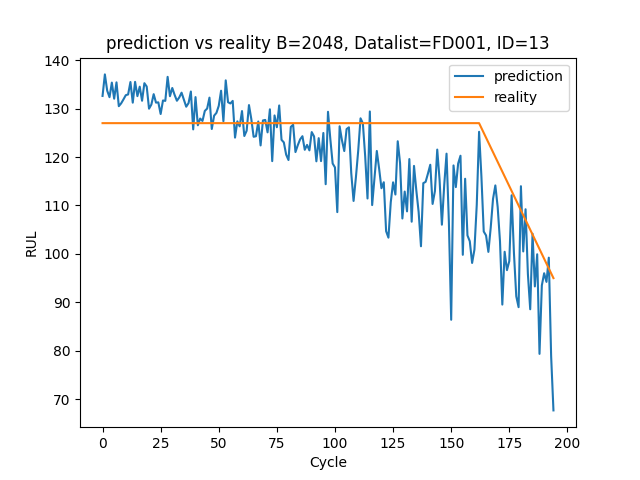 prediction vs reality B=2048, Datalist=FD001, ID=13
prediction
reality
140
130
120
110
100
90
80
70
RUL
0 25 50 75 100 125 150 175 200
Cycle